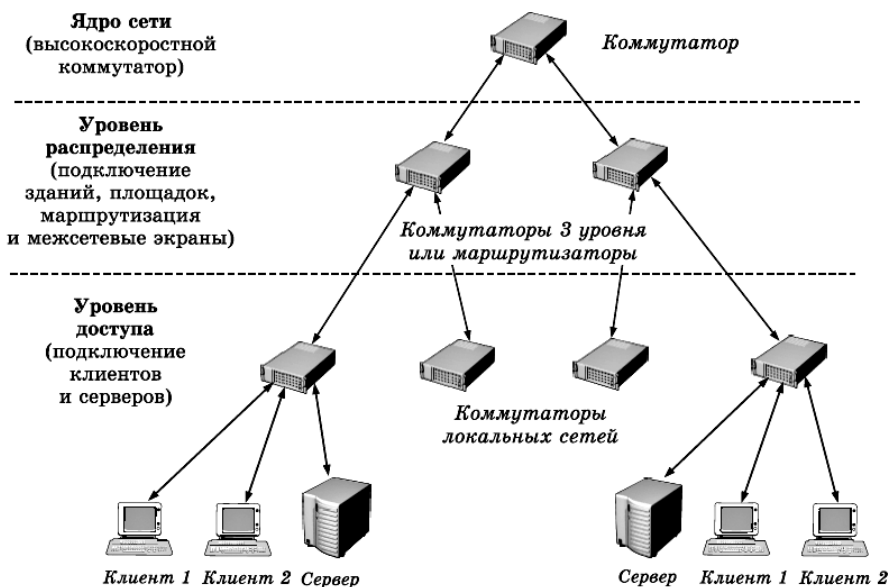 Ядро сети
(высокоскоростной
коммутатор)
Коммутатор
Уровень
распределения
(подключение
зданий, площадок,
маршрутизация
и межсетевые экраны)
Коммутаторы 3 уровня
или маршрутизаторы
Уровень
доступа
(подключение
клиентов
и серверов)
Коммутаторы
локальных сетей
Клиент 1 Клиент 2 Сервер
Сервер Клиент 1 Клиент 2